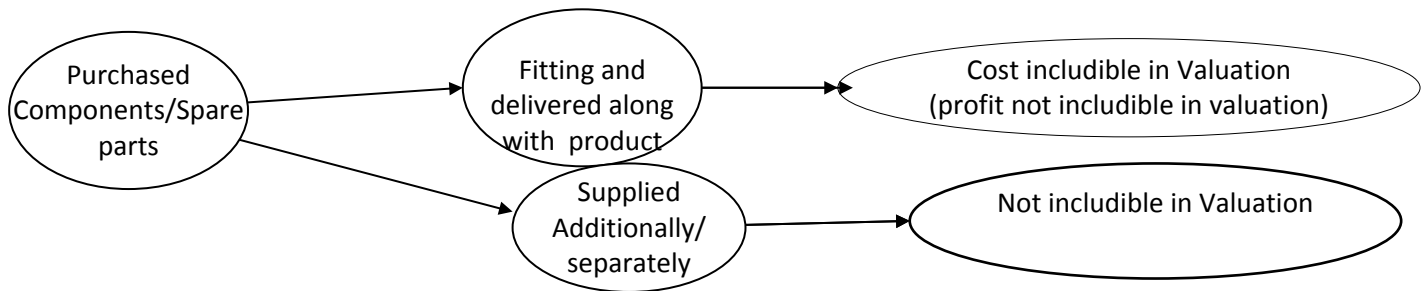 Purchased
Components/Spare
parts
Fitting and
delivered along
with product
Cost includible in Valuation
(profit not includible in valuation)
Supplied
Additionally/
separately
Not includible in Valuation